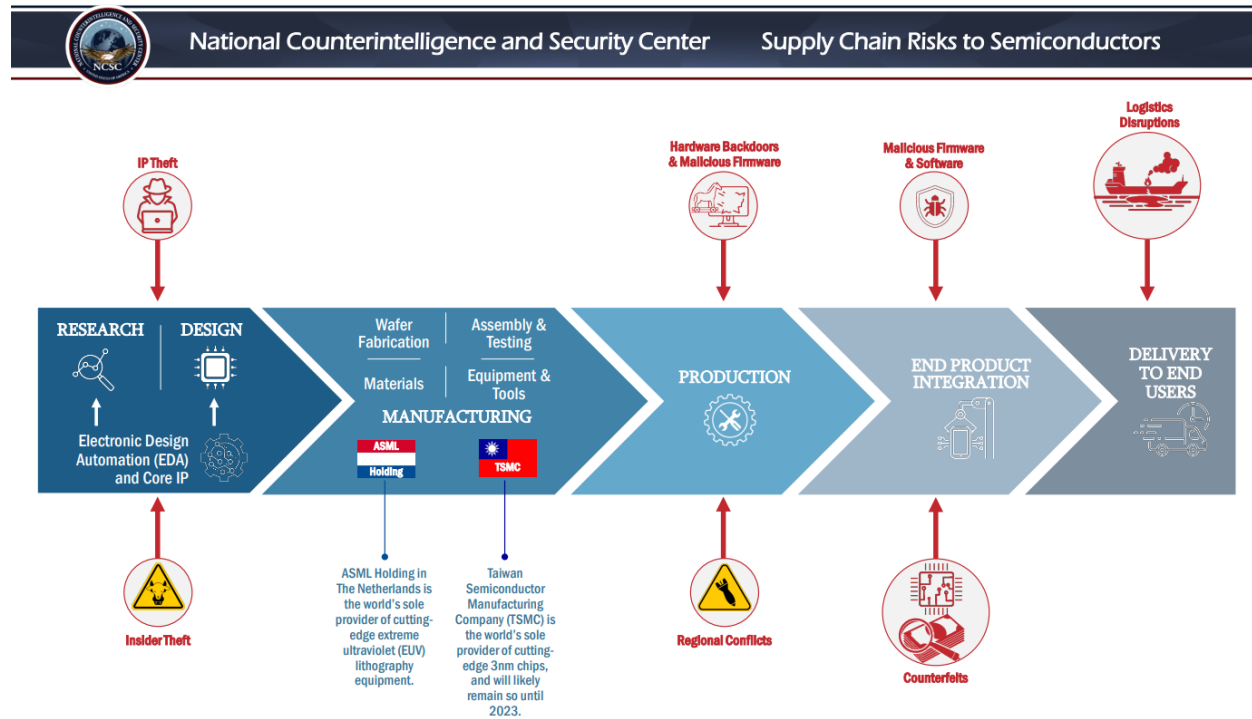 National Counterintelligence and Security Center
Supply Chain Risks to Semiconductors
NCSC
IP Theft
Hardware Backdoors
& Malicious Firmware
Malicious Firmware
& Software
Logistics
Disruptions
RESEARCH
DESIGN
Electronic Design
Automation (EDA)
and Core IP
Wafer
Fabrication
Assembly &
Testing
Materials
Equipment &
Tools
MANUFACTURING
ASML
Holding
TSMC
PRODUCTION
END PRODUCT
INTEGRATION
DELIVERY
TO END
USERS
Insider Theft
ASML Holding in
The Netherlands is
the world's sole
provider of cutting-
edge extreme
ultraviolet (EUV)
lithography
equipment.
Taiwan
Semiconductor
Manufacturing
Company (TSMC) is
the world's sole
provider of cutting-
edge 3nm chips,
and will likely
remain so until
2023.
Regional Conflicts
Counterfeits